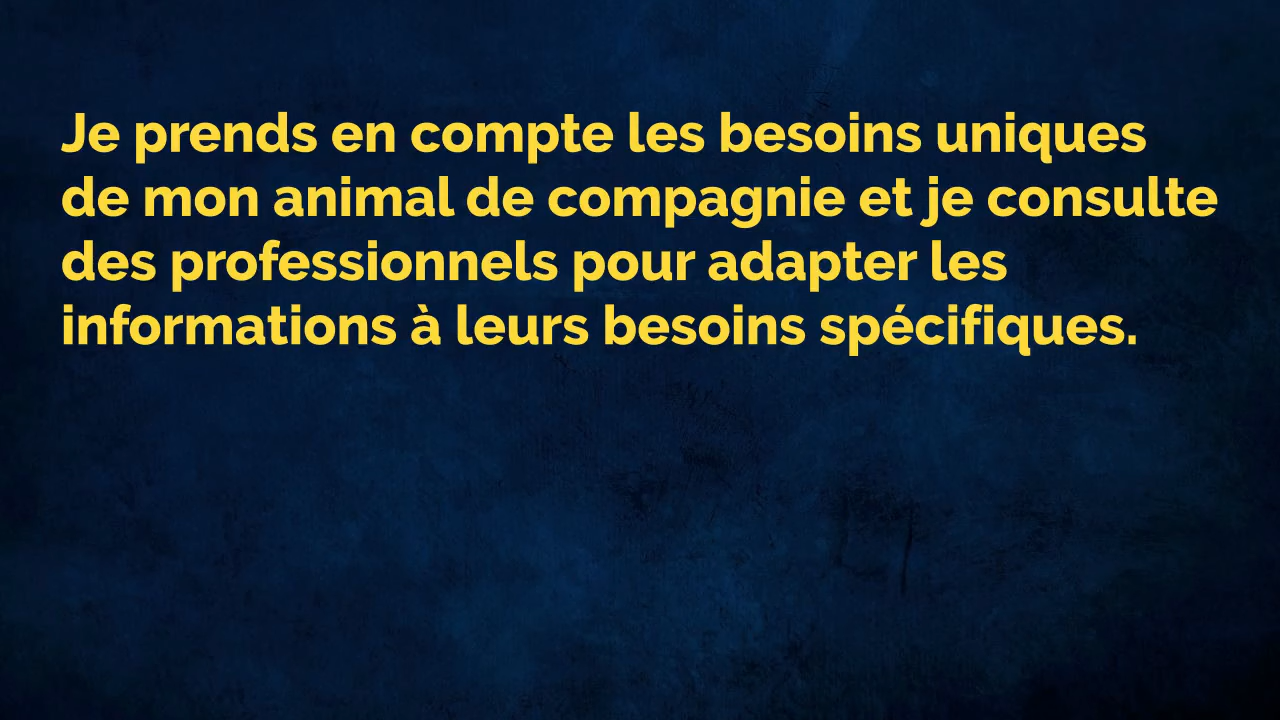 Je prends en compte les besoins uniques
de mon animal de compagnie et je consulte
des professionnels pour adapter les
informations à leurs besoins spécifiques.